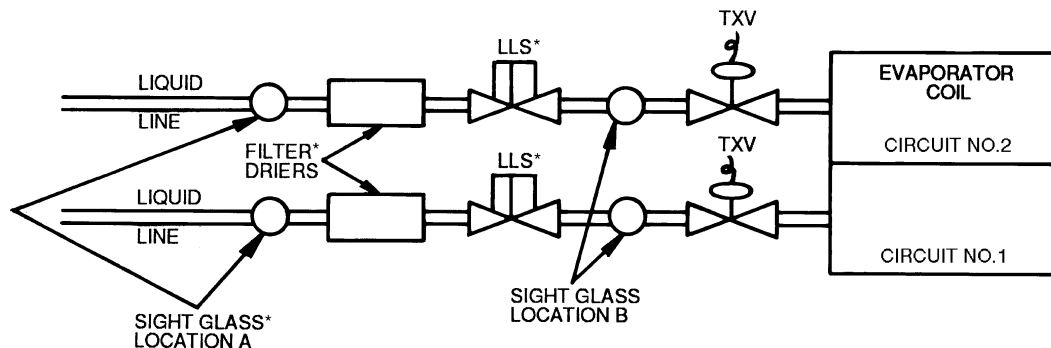 TXV
LLS*
LIQUID
LINE
EVAPORATOR
COIL
CIRCUIT NO.2
FILTER*
DRIERS
TXV
LLS*
LIQUID
LINE
CIRCUIT NO.1
SIGHT GLASS*
LOCATION A
SIGHT GLASS
LOCATION B